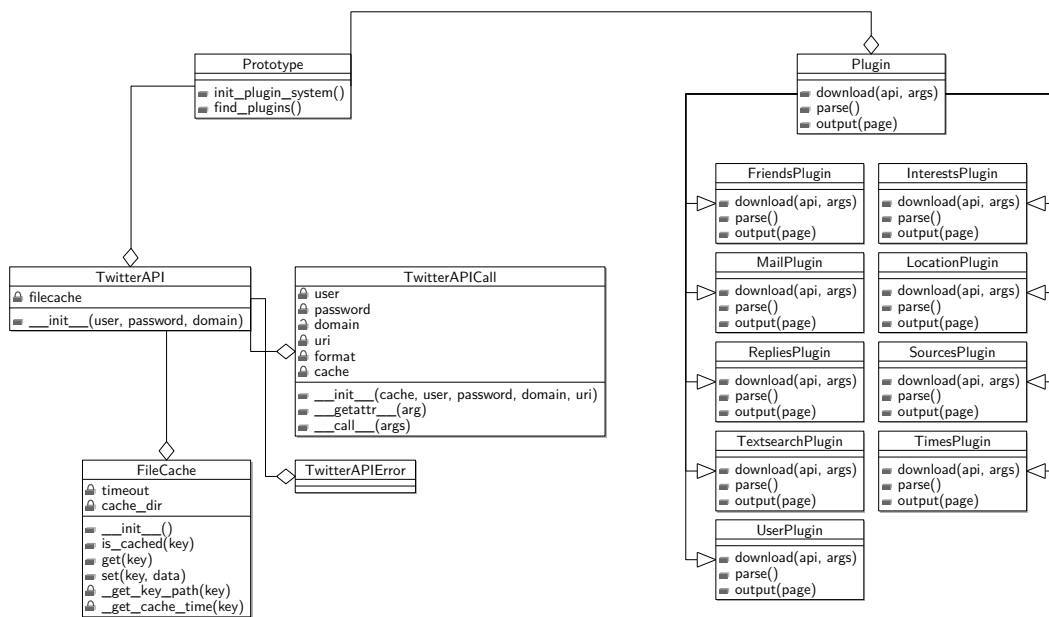 Prototype
init_plugin_system()
find_plugins()
Plugin
download(api, args)
parse()
output(page)
FriendsPlugin
download(api, args)
parse()
output(page)
InterestsPlugin
download(api, args)
parse()
output(page)
MailPlugin
download(api, args)
parse()
output(page)
LocationPlugin
download(api, args)
parse()
output(page)
RepliesPlugin
download(api, args)
parse()
output(page)
SourcesPlugin
download(api, args)
parse()
output(page)
TextsearchPlugin
download(api, args)
parse()
output(page)
TimesPlugin
download(api, args)
parse()
output(page)
UserPlugin
download(api, args)
parse()
output(page)
TwitterAPI
filecache
__init__(user, password, domain)
TwitterAPICall
user
password
domain
uri
format
cache
__init__(cache, user, password, domain, uri)
__getattr__(arg)
__call__(args)
TwitterAPIError
FileCache
timeout
cache_dir
__init__()
is_cached(key)
get(key)
set(key, data)
_get_key_path(key)
_get_cache_time(key)